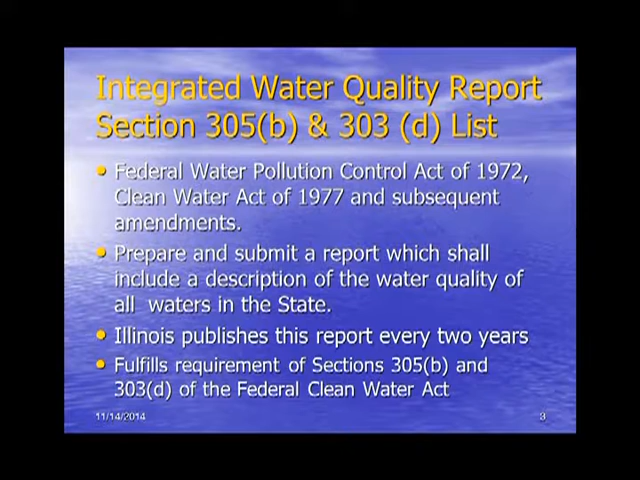 Integrated Water Quality Report
Section 305(b) & 303 (d) List
• Federal Water Pollution Control Act of 1972,
Clean Water Act of 1977 and subsequent
amendments.
• Prepare and submit a report which shall
include a description of the water quality of
all waters in the State.
• Illinois publishes this report every two years
• Fulfills requirement of Sections 305(b) and
303(d) of the Federal Clean Water Act
11/14/2014
3